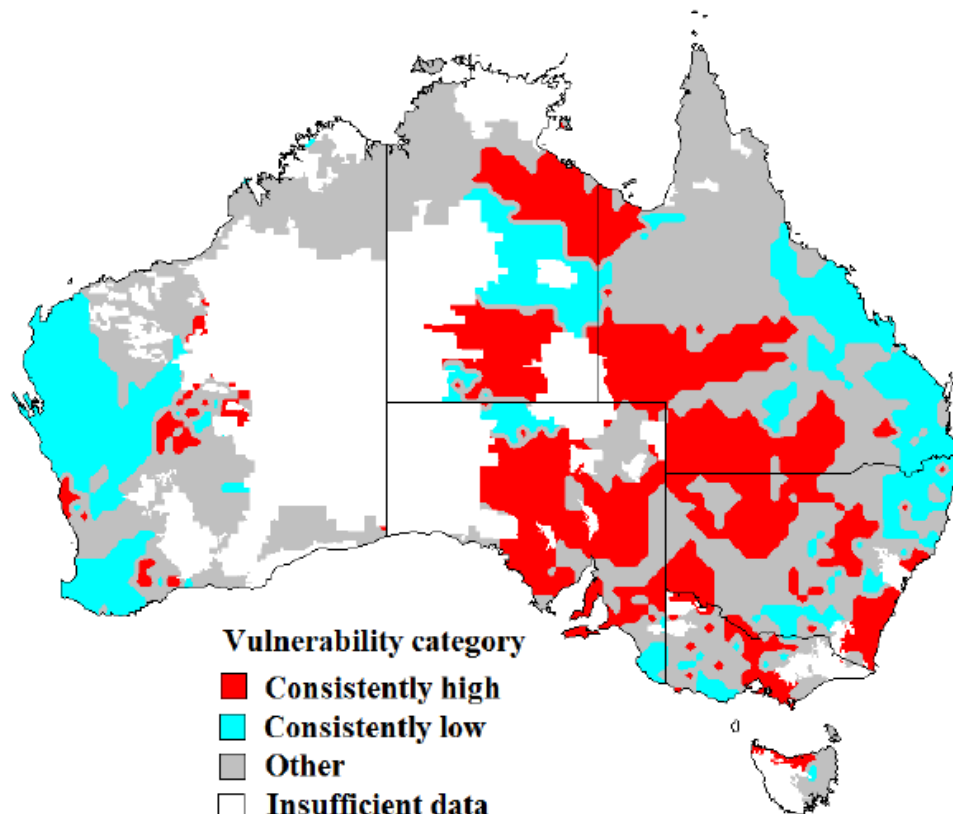 Vulnerability category
Consistently high
Consistently low
Other
Insufficient data